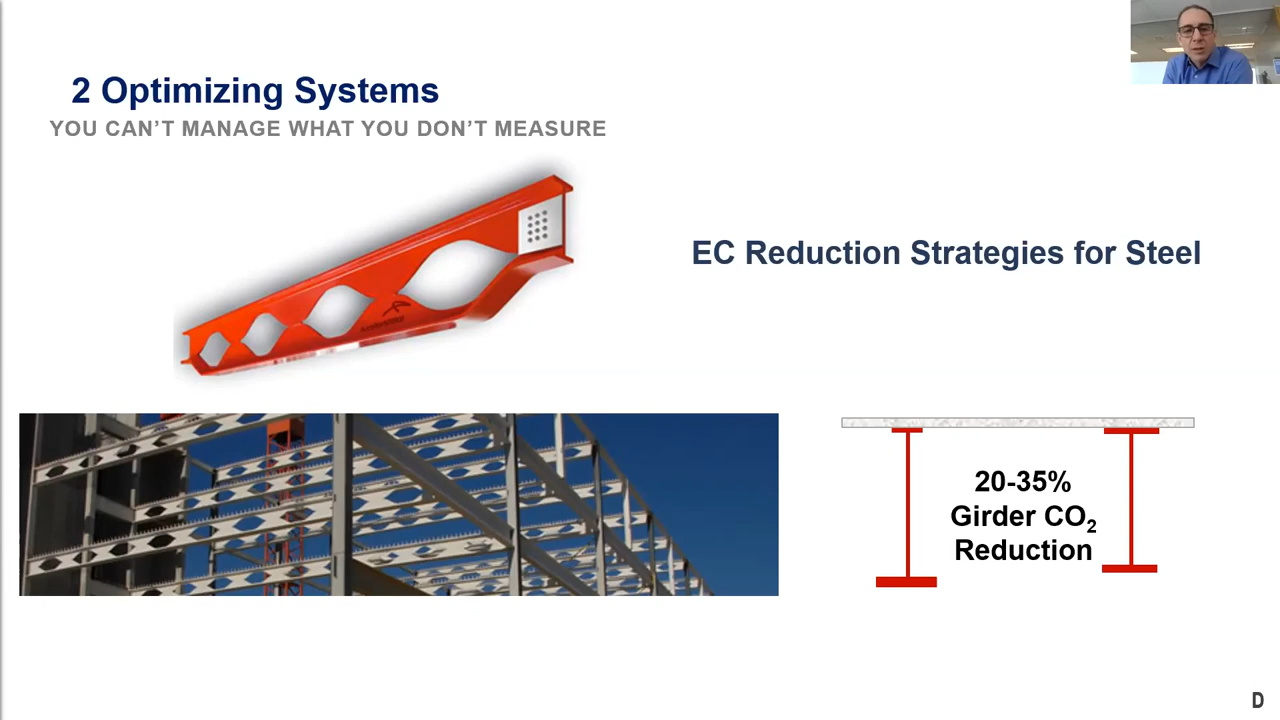 2 Optimizing Systems
YOU CAN'T MANAGE WHAT YOU DON'T MEASURE
EC Reduction Strategies for Steel
20-35%
Girder CO₂
Reduction
D